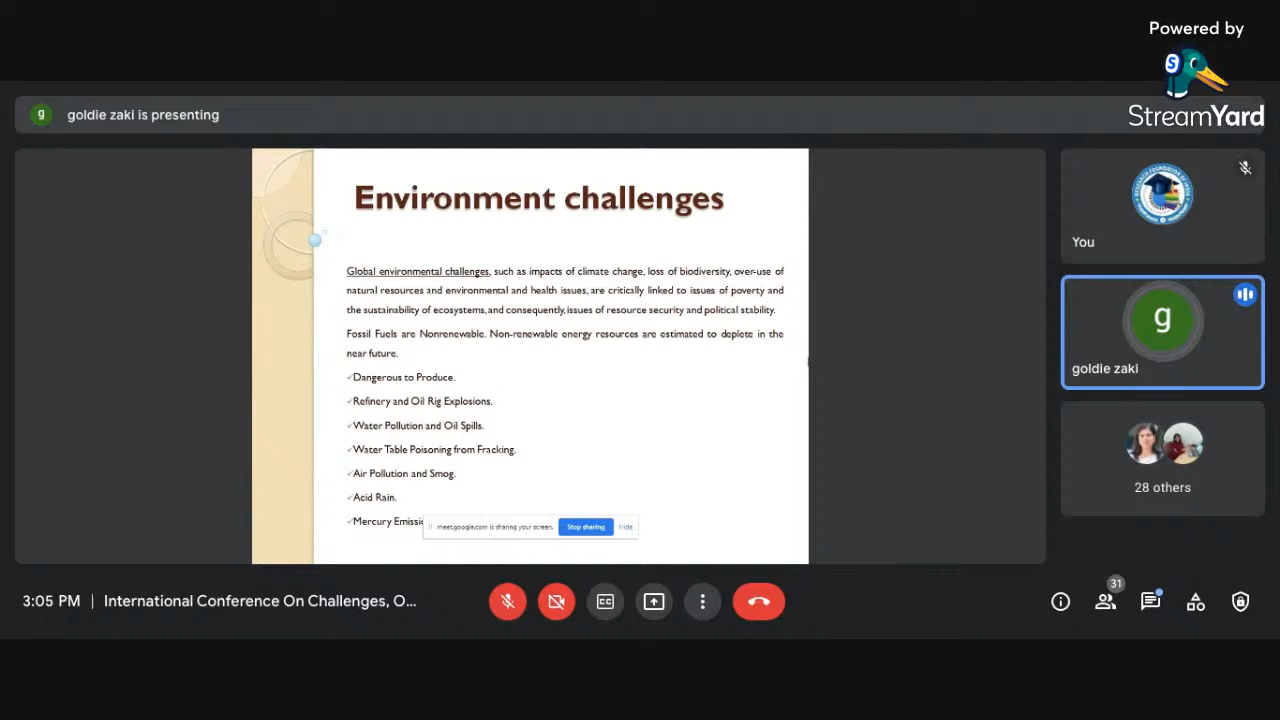 Powered by
StreamYard
g
goldie zaki is presenting
Environment challenges
Global environmental challenges, such as impacts of climate change, loss of biodiversity, over-use of
natural resources and environmental and health issues, are critically linked to issues of poverty and
the sustainability of ecosystems, and consequently, issues of resource security and political stability.
Fossil Fuels are Nonrenewable. Non-renewable energy resources are estimated to deplete in the
near future.
✓Dangerous to Produce.
✓Refinery and Oil Rig Explosions.
✓Water Pollution and Oil Spills.
✓Water Table Poisoning from Fracking.
✓Air Pollution and Smog.
✓Acid Rain.
✓Mercury Emissi
meet.google.com is sharing your screen.
Stop sharing
Hide
You
g
goldie zaki
28 others
3:05 PM | International Conference On Challenges, O...
31